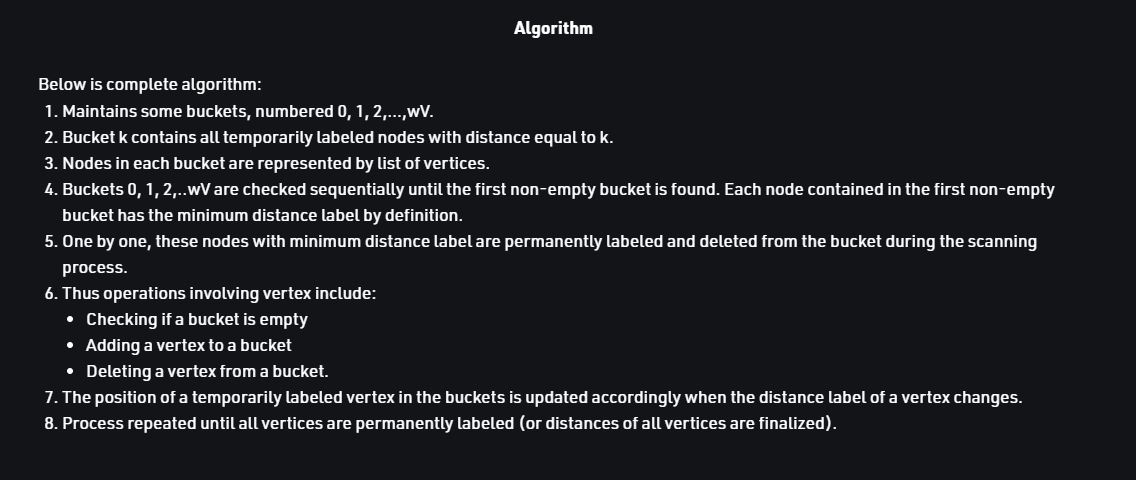 Algorithm
Below is complete algorithm:
1. Maintains some buckets, numbered 0, 1, 2,...,wV.
2. Bucket k contains all temporarily labeled nodes with distance equal to k.
3. Nodes in each bucket are represented by list of vertices.
4. Buckets 0, 1, 2,..wV are checked sequentially until the first non-empty bucket is found. Each node contained in the first non-empty
bucket has the minimum distance label by definition.
5. One by one, these nodes with minimum distance label are permanently labeled and deleted from the bucket during the scanning
process.
6. Thus operations involving vertex include:
• Checking if a bucket is empty
• Adding a vertex to a bucket
• Deleting a vertex from a bucket.
7. The position of a temporarily labeled vertex in the buckets is updated accordingly when the distance label of a vertex changes.
8. Process repeated until all vertices are permanently labeled (or distances of all vertices are finalized).